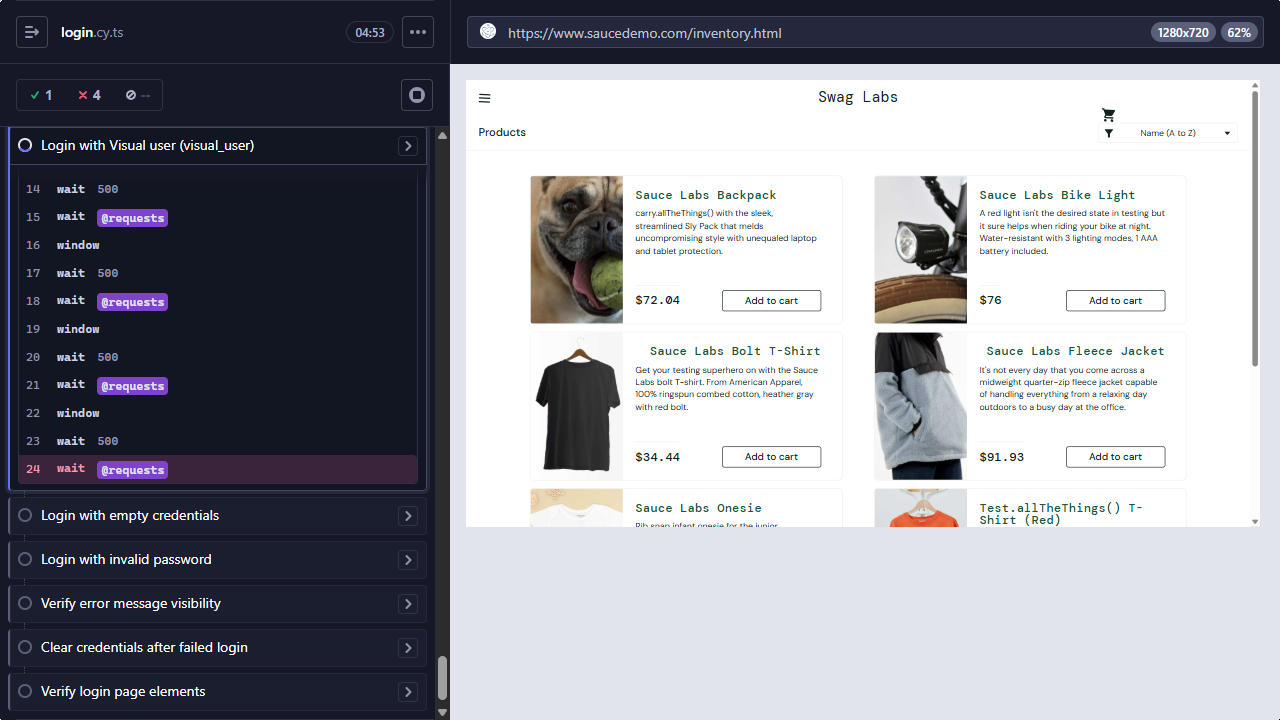 login.cy.ts
04:53
1
4
--
Login with Visual user (visual_user)
14 wait 500
15 wait @requests
16 window
17 wait 500
18 wait @requests
19 window
20 wait 500
21 wait @requests
22 window
23 wait 500
24 wait @requests
Login with empty credentials
Login with invalid password
Verify error message visibility
Clear credentials after failed login
Verify login page elements
https://www.saucedemo.com/inventory.html
1280x720
62%
Swag Labs
Products
Name (A to Z)
Sauce Labs Backpack
carry.allTheThings() with the sleek,
streamlined Sly Pack that melds
uncompromising style with unequaled laptop
and tablet protection.
$72.04
Add to cart
Sauce Labs Bike Light
A red light isn't the desired state in testing but
it sure helps when riding your bike at night.
Water-resistant with 3 lighting modes, 1 AAA
battery included.
$76
Add to cart
Sauce Labs Bolt T-Shirt
Get your testing superhero on with the Sauce
Labs bolt T-shirt. From American Apparel,
100% ringspun combed cotton, heather gray
with red bolt.
$34.44
Add to cart
Sauce Labs Fleece Jacket
It's not every day that you come across a
midweight quarter-zip fleece jacket capable
of handling everything from a relaxing day
outdoors to a busy day at the office.
$91.93
Add to cart
Sauce Labs Onesie
Rib snap infant onesie for the junior
Test.allTheThings() T-
Shirt (Red)